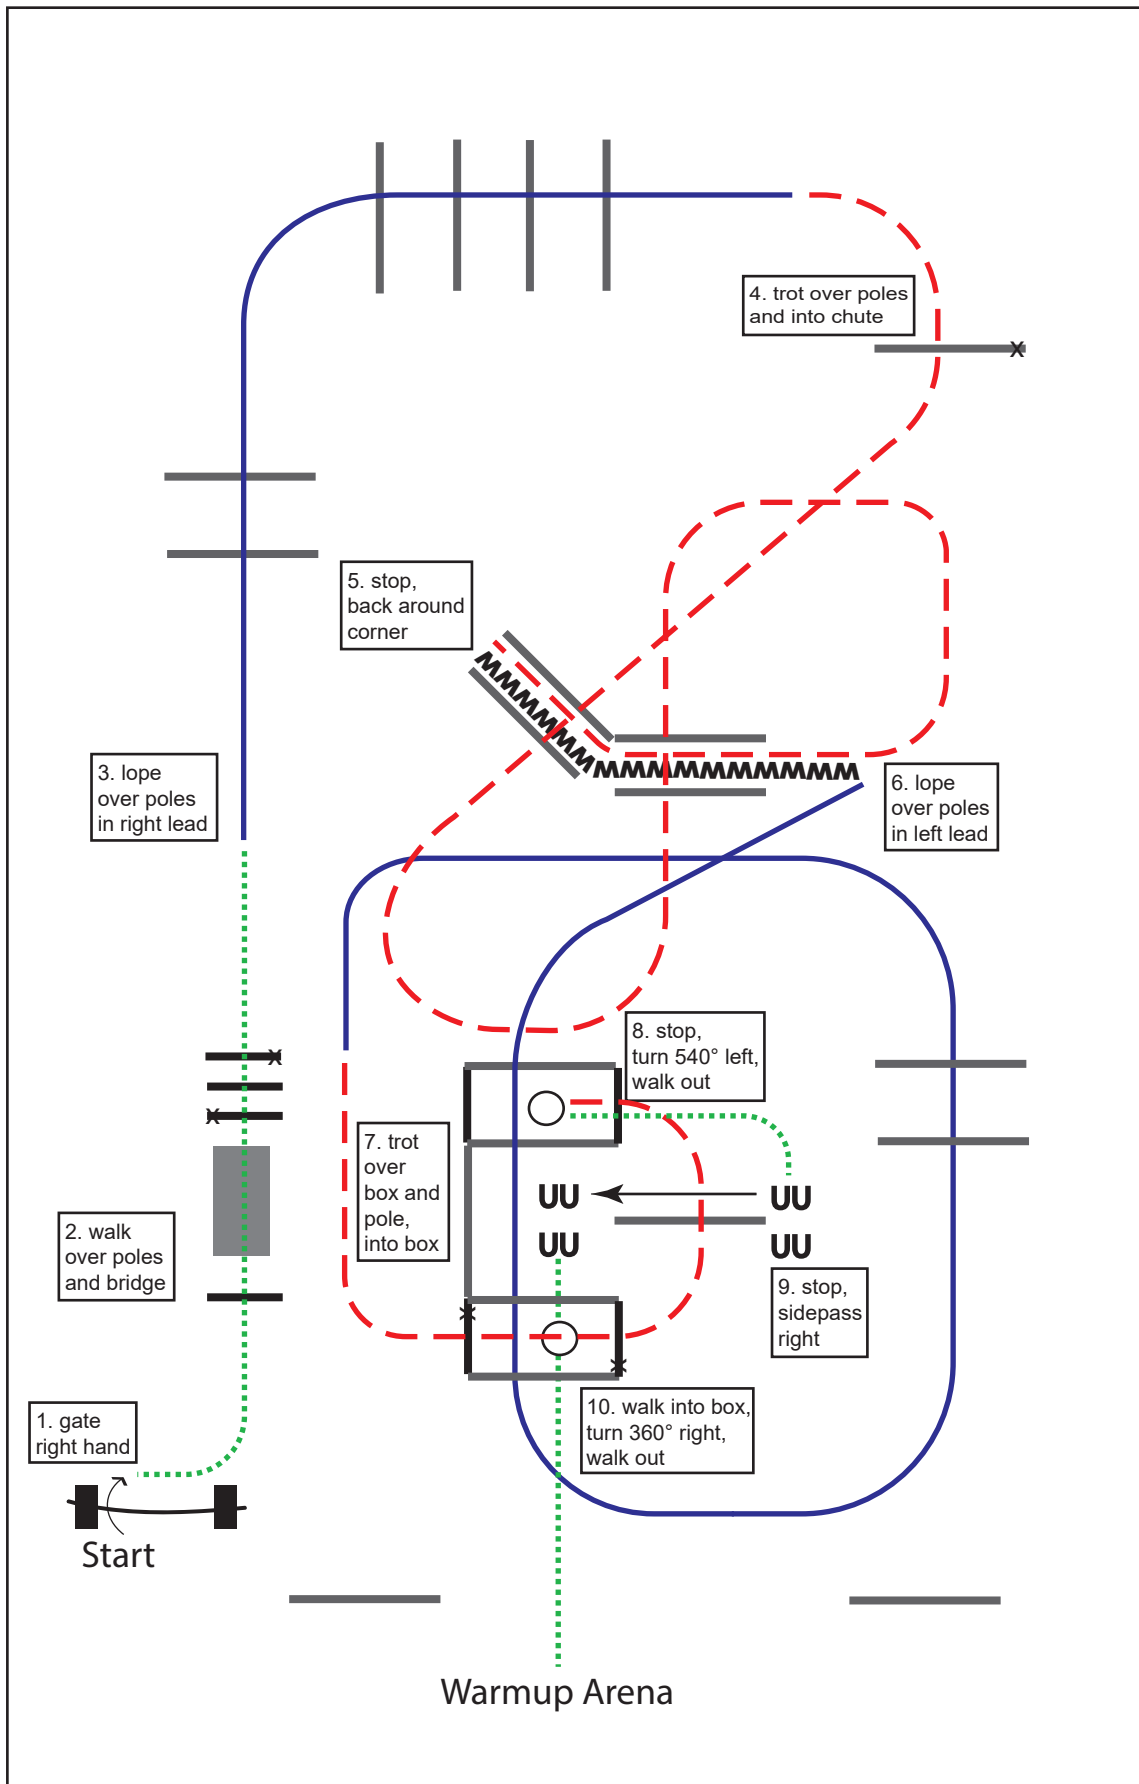 4. trot over poles
and into chute
5. stop,
back around
corner
3. lope
over poles
in right lead
6. lope
over poles
in left lead
8. stop,
turn 540° left,
walk out
7. trot
over
box and
pole,
into box
2. walk
over poles
and bridge
9. stop,
sidepass
right
10. walk into box,
turn 360° right,
walk out
1. gate
right hand
Start
Warmup Arena